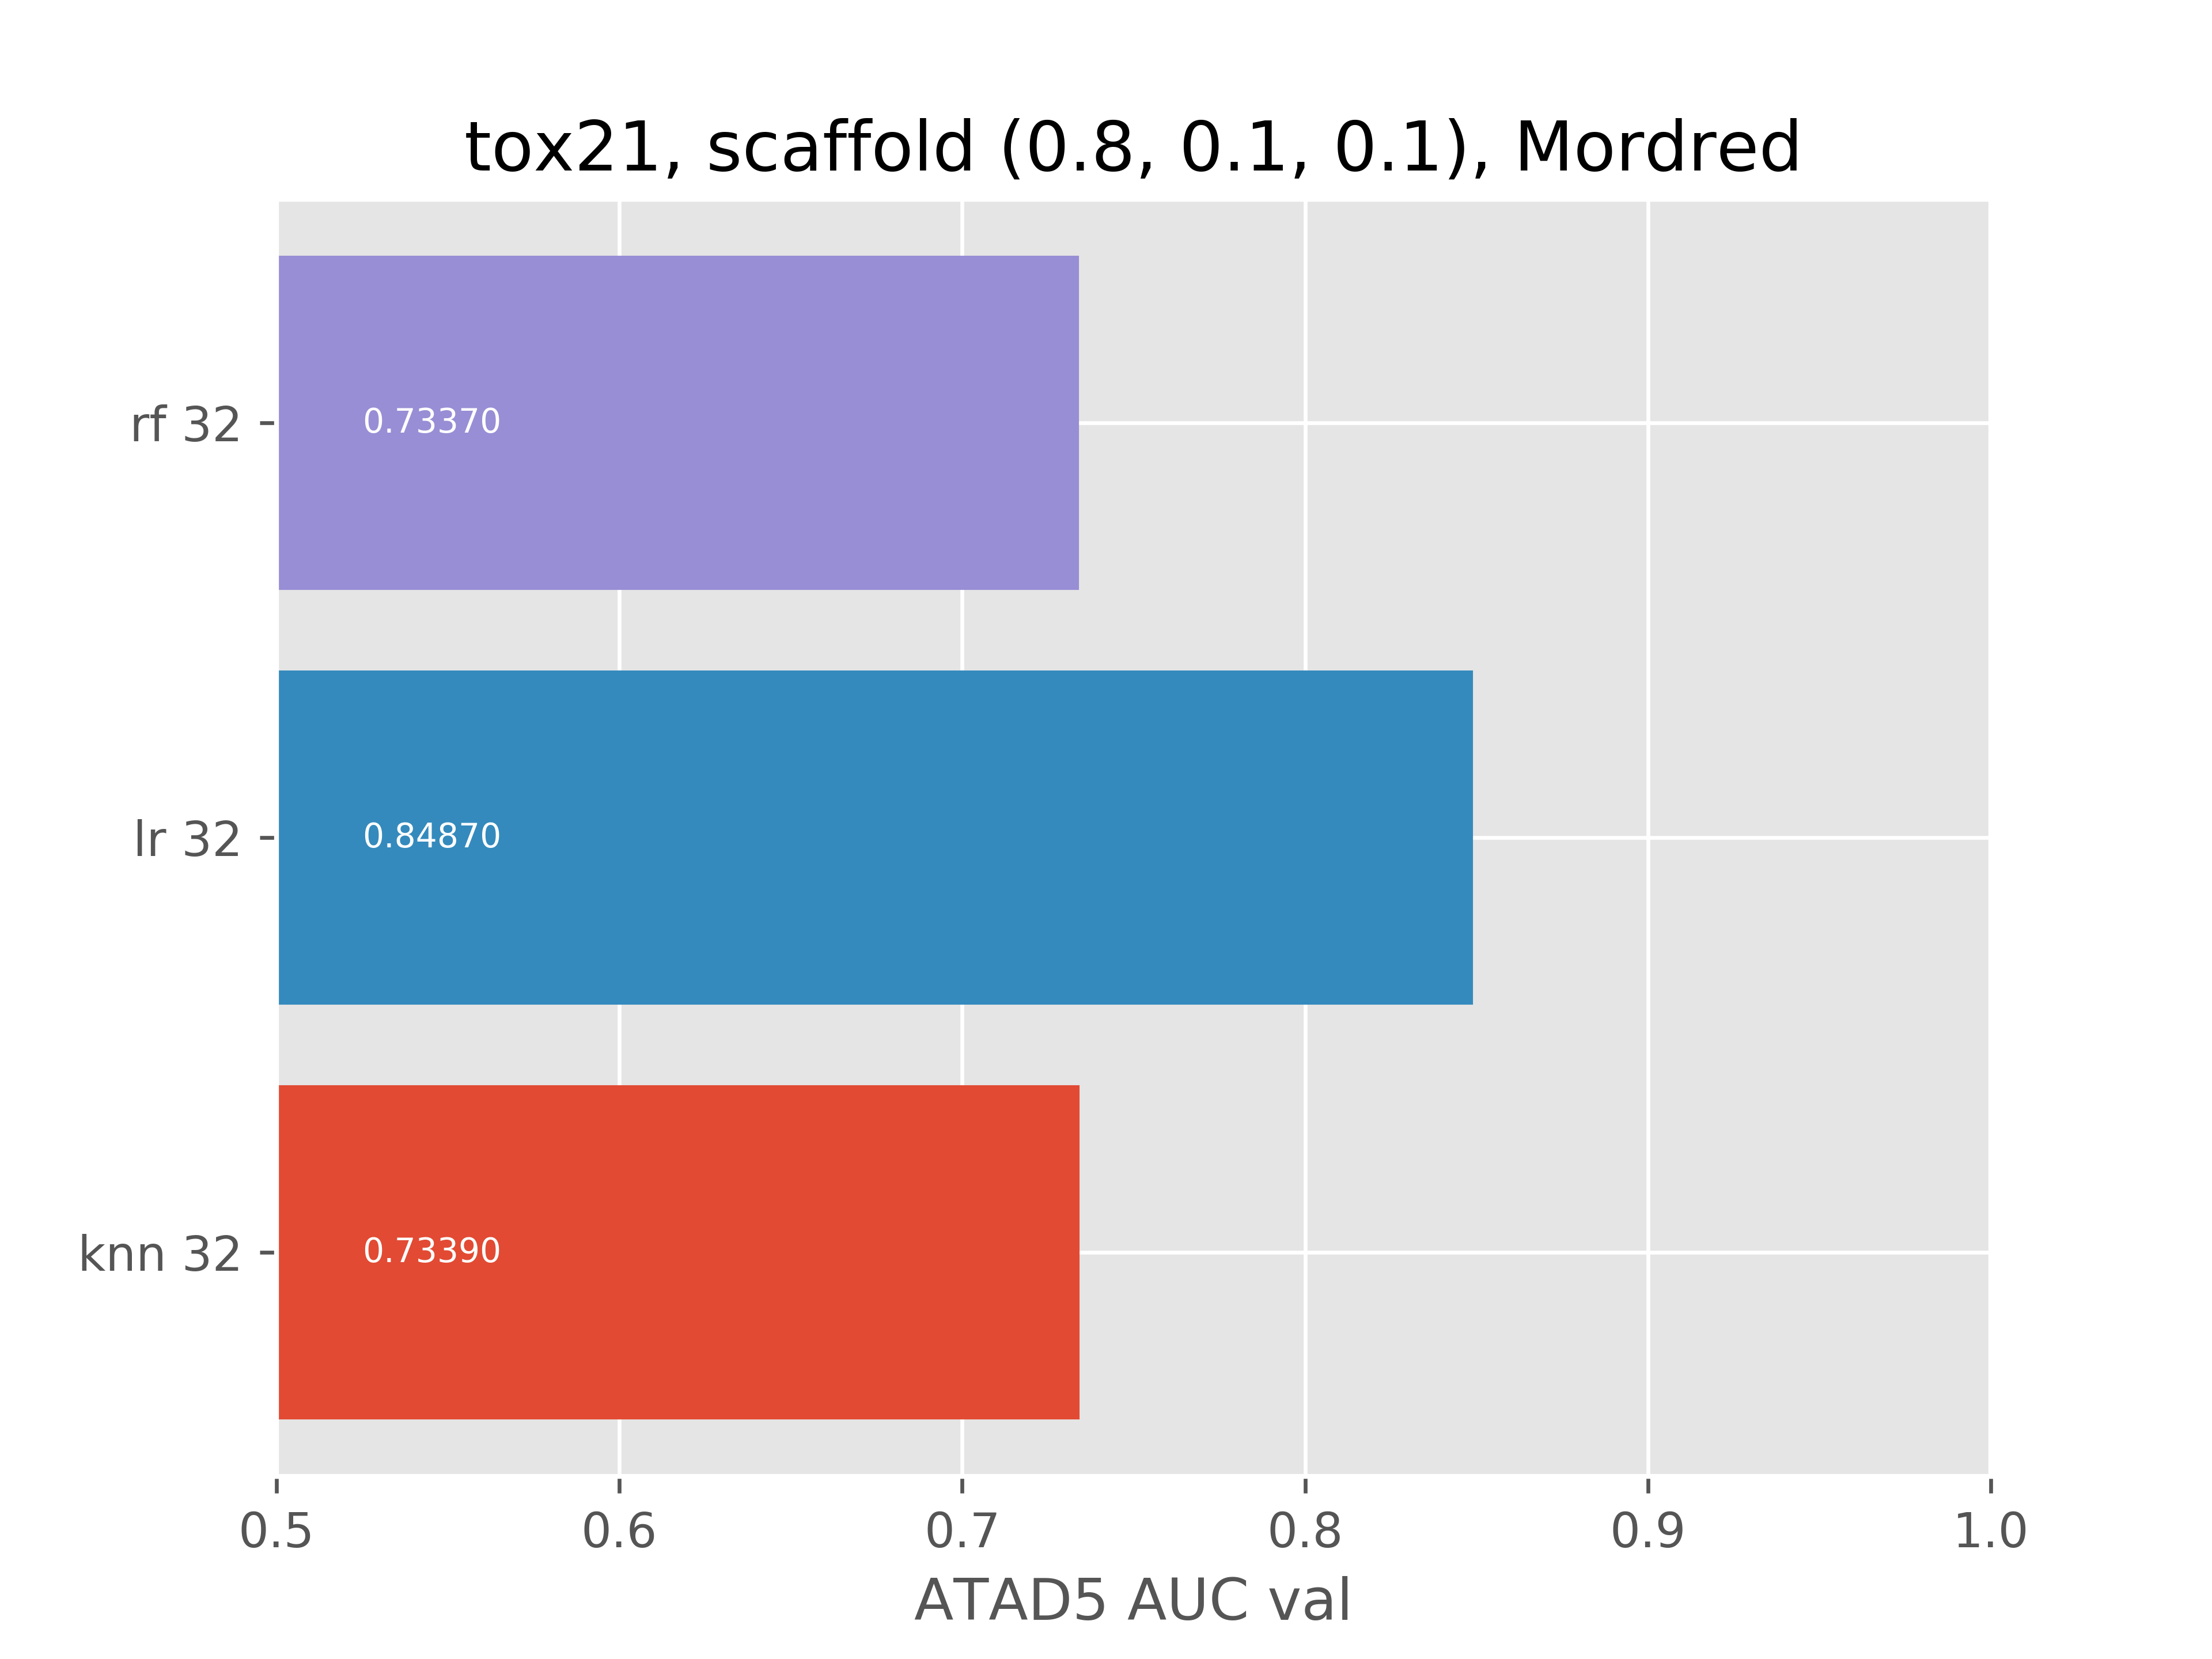 tox21, scaffold (0.8, 0.1, 0.1), Mordred
rf 32
0.73370
lr 32
0.84870
knn 32
0.73390
0.5 0.6 0.7 0.8 0.9 1.0
ATAD5 AUC val